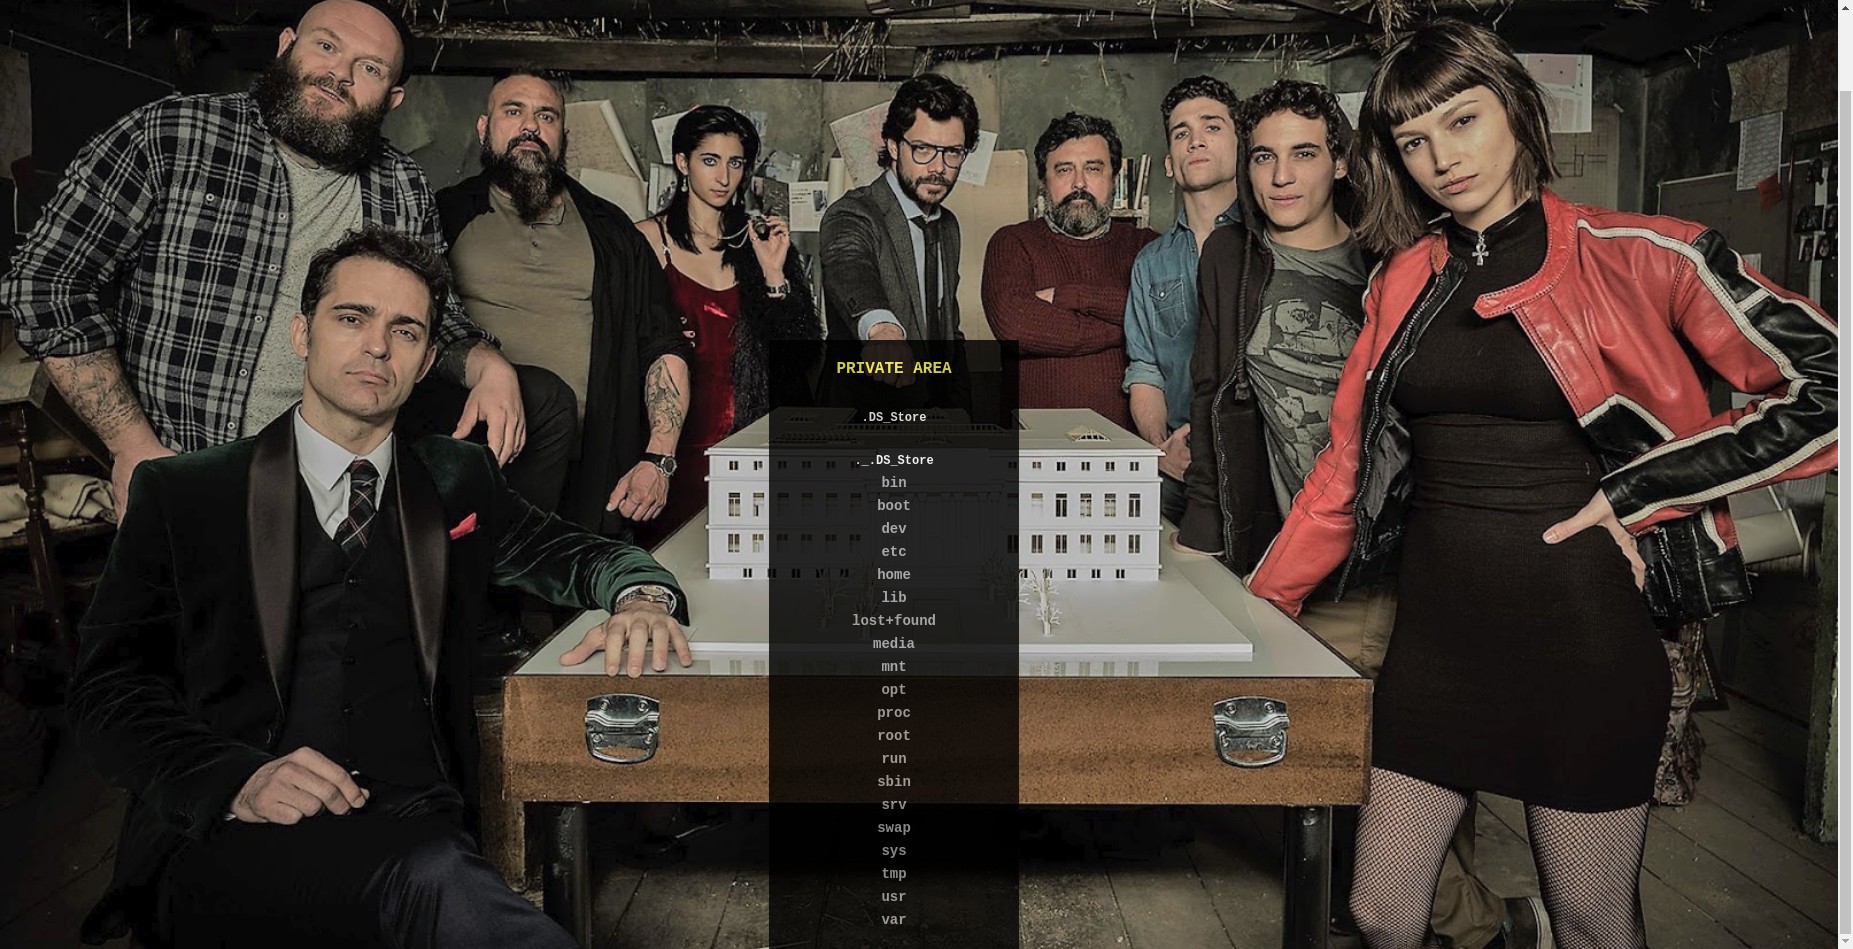 PRIVATE AREA
.DS_Store
._.DS_Store
bin
boot
dev
etc
home
lib
lost+found
media
mnt
opt
proc
root
run
sbin
srv
swap
sys
tmp
usr
var